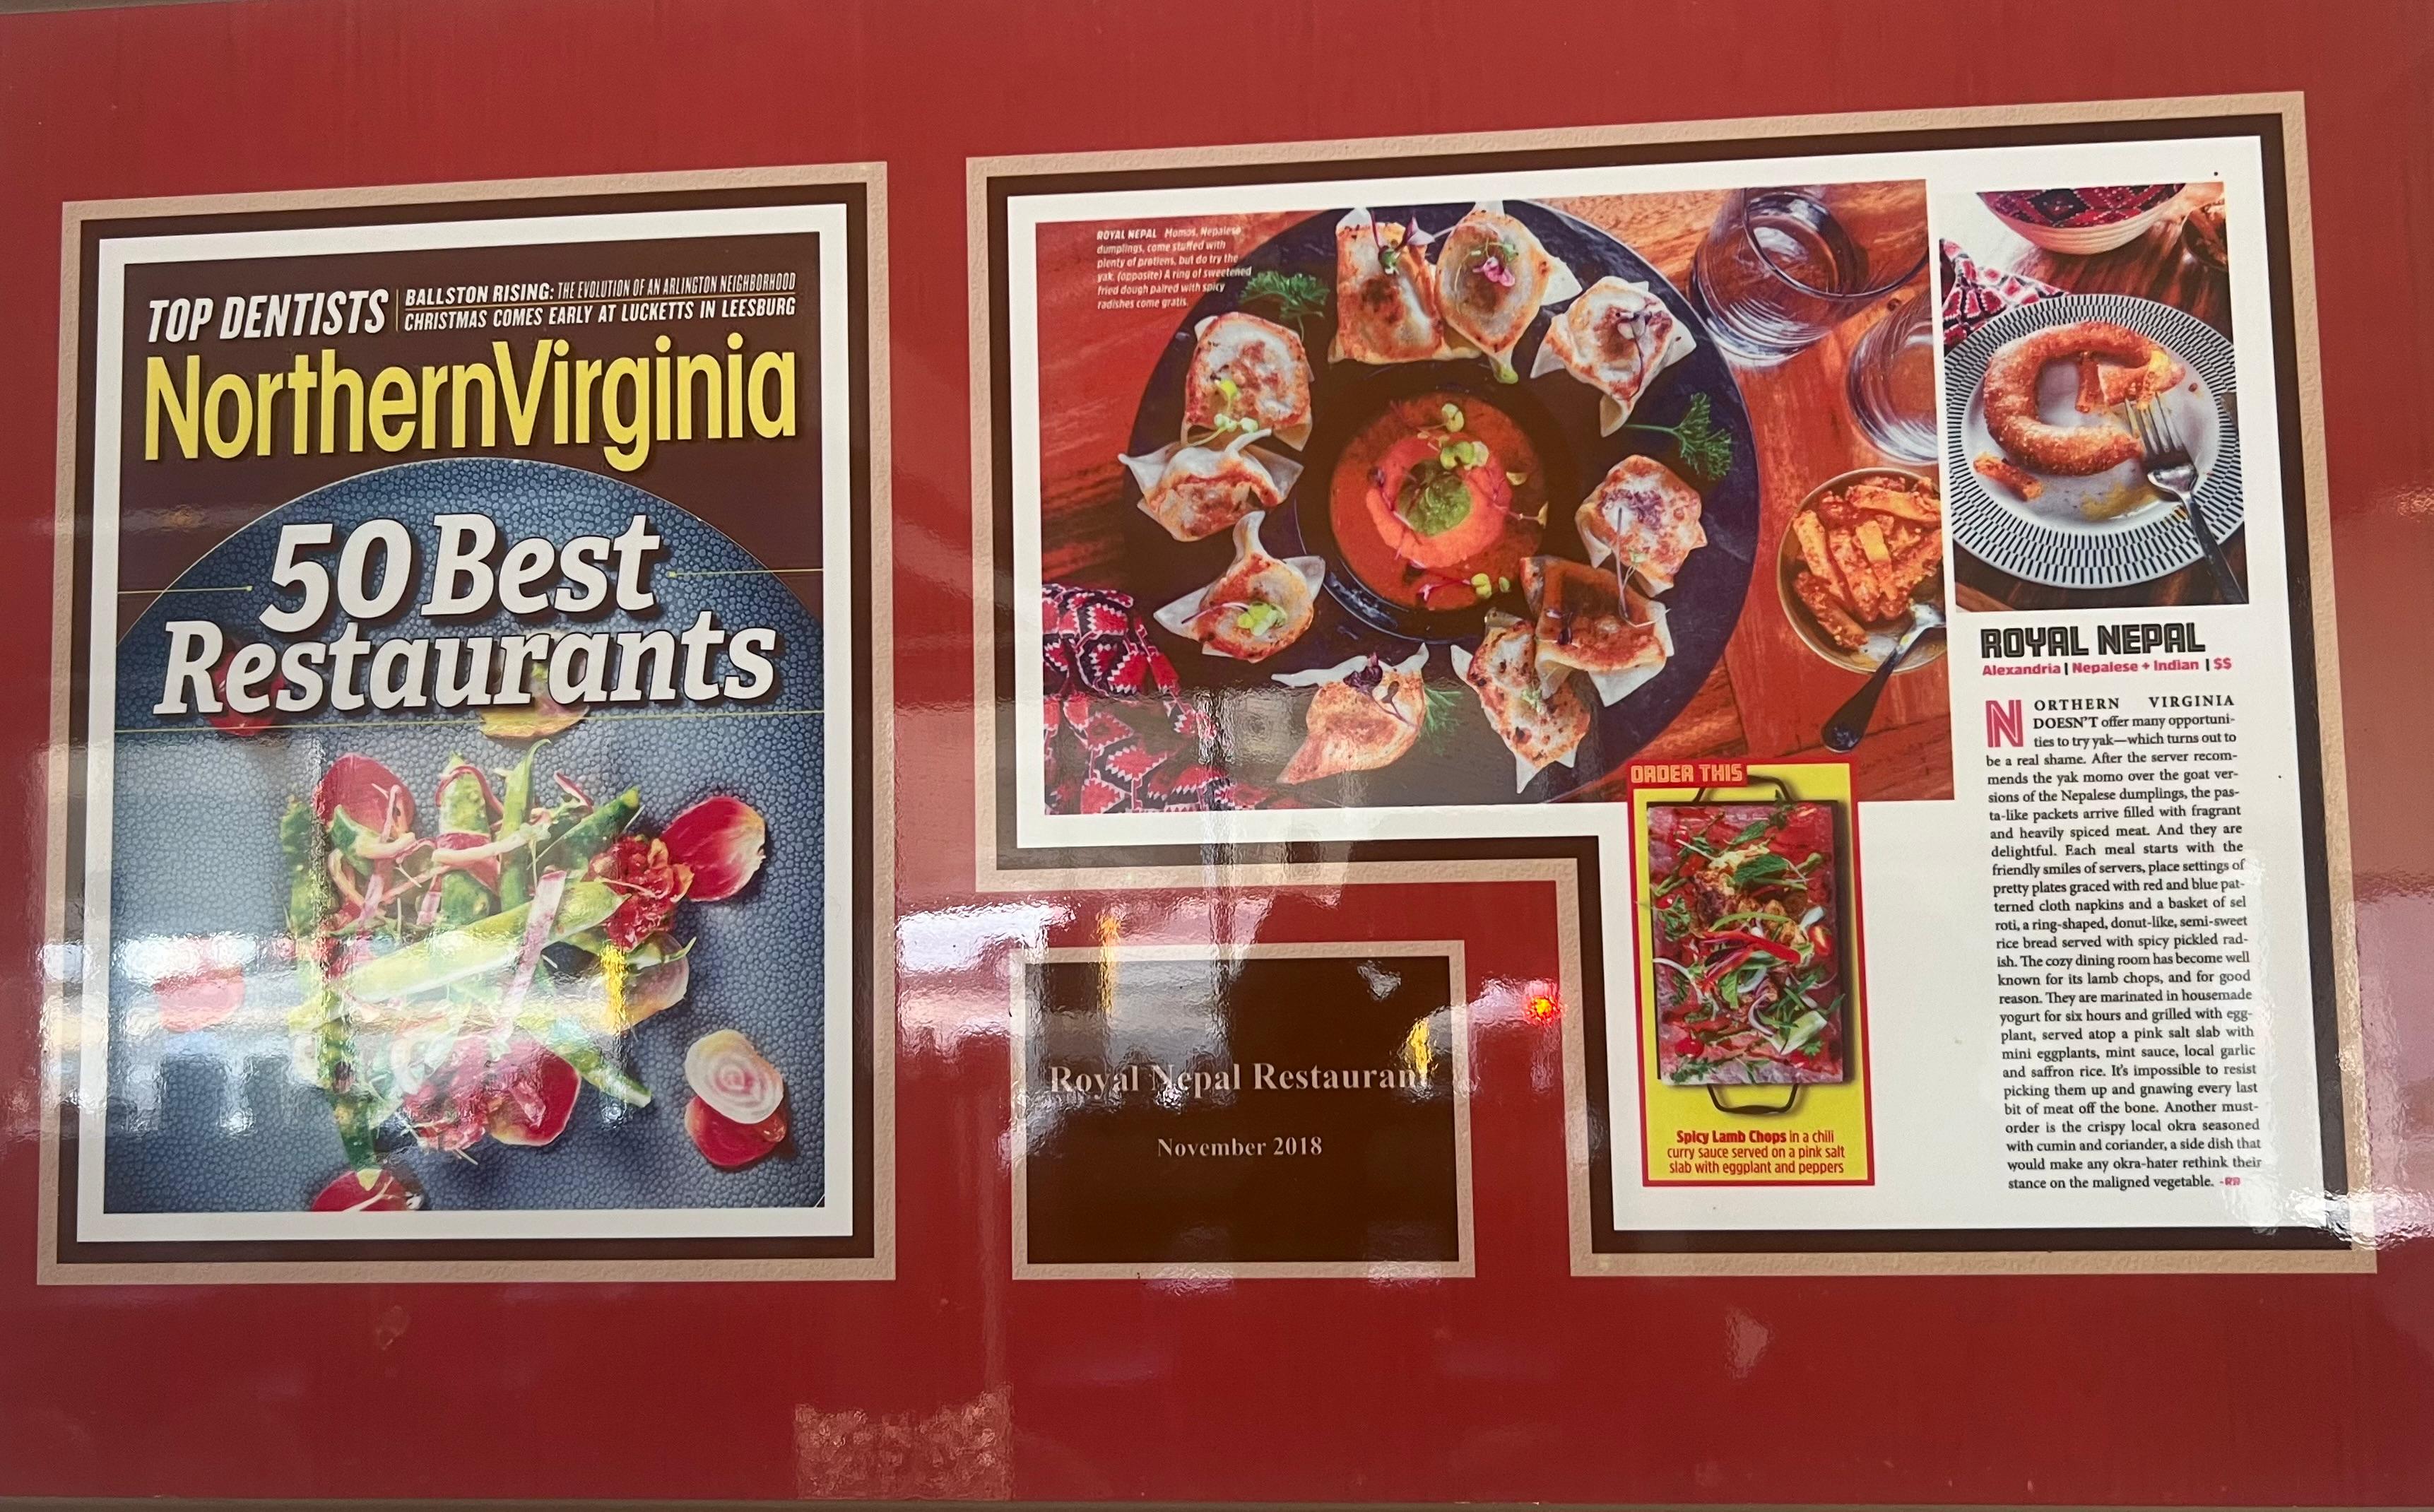 TOP DENTISTS
BALLSTON RISING: THE EVOLUTION OF AN ARLINGTON NEIGHBORHOOD
CHRISTMAS COMES EARLY AT LUCKETTS IN LEESBURG
NorthernVirginia
50 Best
Restaurants
ROYAL NEPAL Momos, Nepalese
dumplings, come stuffed with
plenty of protiens, but do try the
yak. (opposite) A ring of sweetened
fried dough paired with spicy
radishes come gratis.
ORDER THIS
Spicy Lamb Chops in a chili
curry sauce served on a pink salt
slab with eggplant and peppers
Royal Nepal Restaurant
November 2018
ROYAL NEPAL
Alexandria | Nepalese + Indian | $$
NORTHERN VIRGINIA
DOESN'T offer many opportuni-
ties to try yak—which turns out to
be a real shame. After the server recom-
mends the yak momo over the goat ver-
sions of the Nepalese dumplings, the pas-
ta-like packets arrive filled with fragrant
and heavily spiced meat. And they are
delightful. Each meal starts with the
friendly smiles of servers, place settings of
pretty plates graced with red and blue pat-
terned cloth napkins and a basket of sel
roti, a ring-shaped, donut-like, semi-sweet
rice bread served with spicy pickled rad-
ish. The cozy dining room has become well
known for its lamb chops, and for good
reason. They are marinated in housemade
yogurt for six hours and grilled with egg-
plant, served atop a pink salt slab with
mini eggplants, mint sauce, local garlic
and saffron rice. It's impossible to resist
picking them up and gnawing every last
bit of meat off the bone. Another must-
order is the crispy local okra seasoned
with cumin and coriander, a side dish that
would make any okra-hater rethink their
stance on the maligned vegetable.